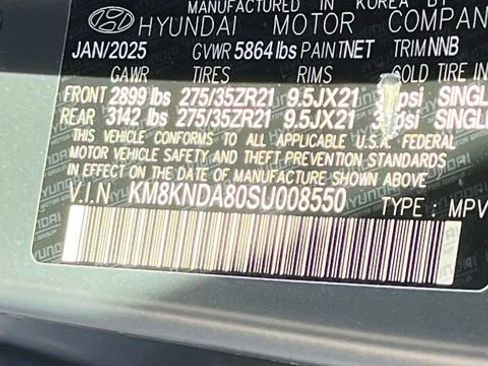 MANUFACTURED IN KOREA BY
HYUNDAI MOTOR COMPAN
JAN/2025 GVWR 5864 lbs PAINT NET TRIM NNB
GAWR TIRES RIMS COLD TIRE IN
FRONT 2899 lbs 275/35ZR21 9.5JX21 psi SINGL
REAR 3142 lbs 275/35ZR21 9.5JX21 psi SINGL
THIS VEHICLE CONFORMS TO ALL APPLICABLE U.S.A. FEDERAL
MOTOR VEHICLE SAFETY AND THEFT PREVENTION STANDARDS
IN EFFECT ON THE DATE OF MANUFACTURE SHOWN ABOVE.
V.I.N. KM8KNDA80SU008550 TYPE : MPV